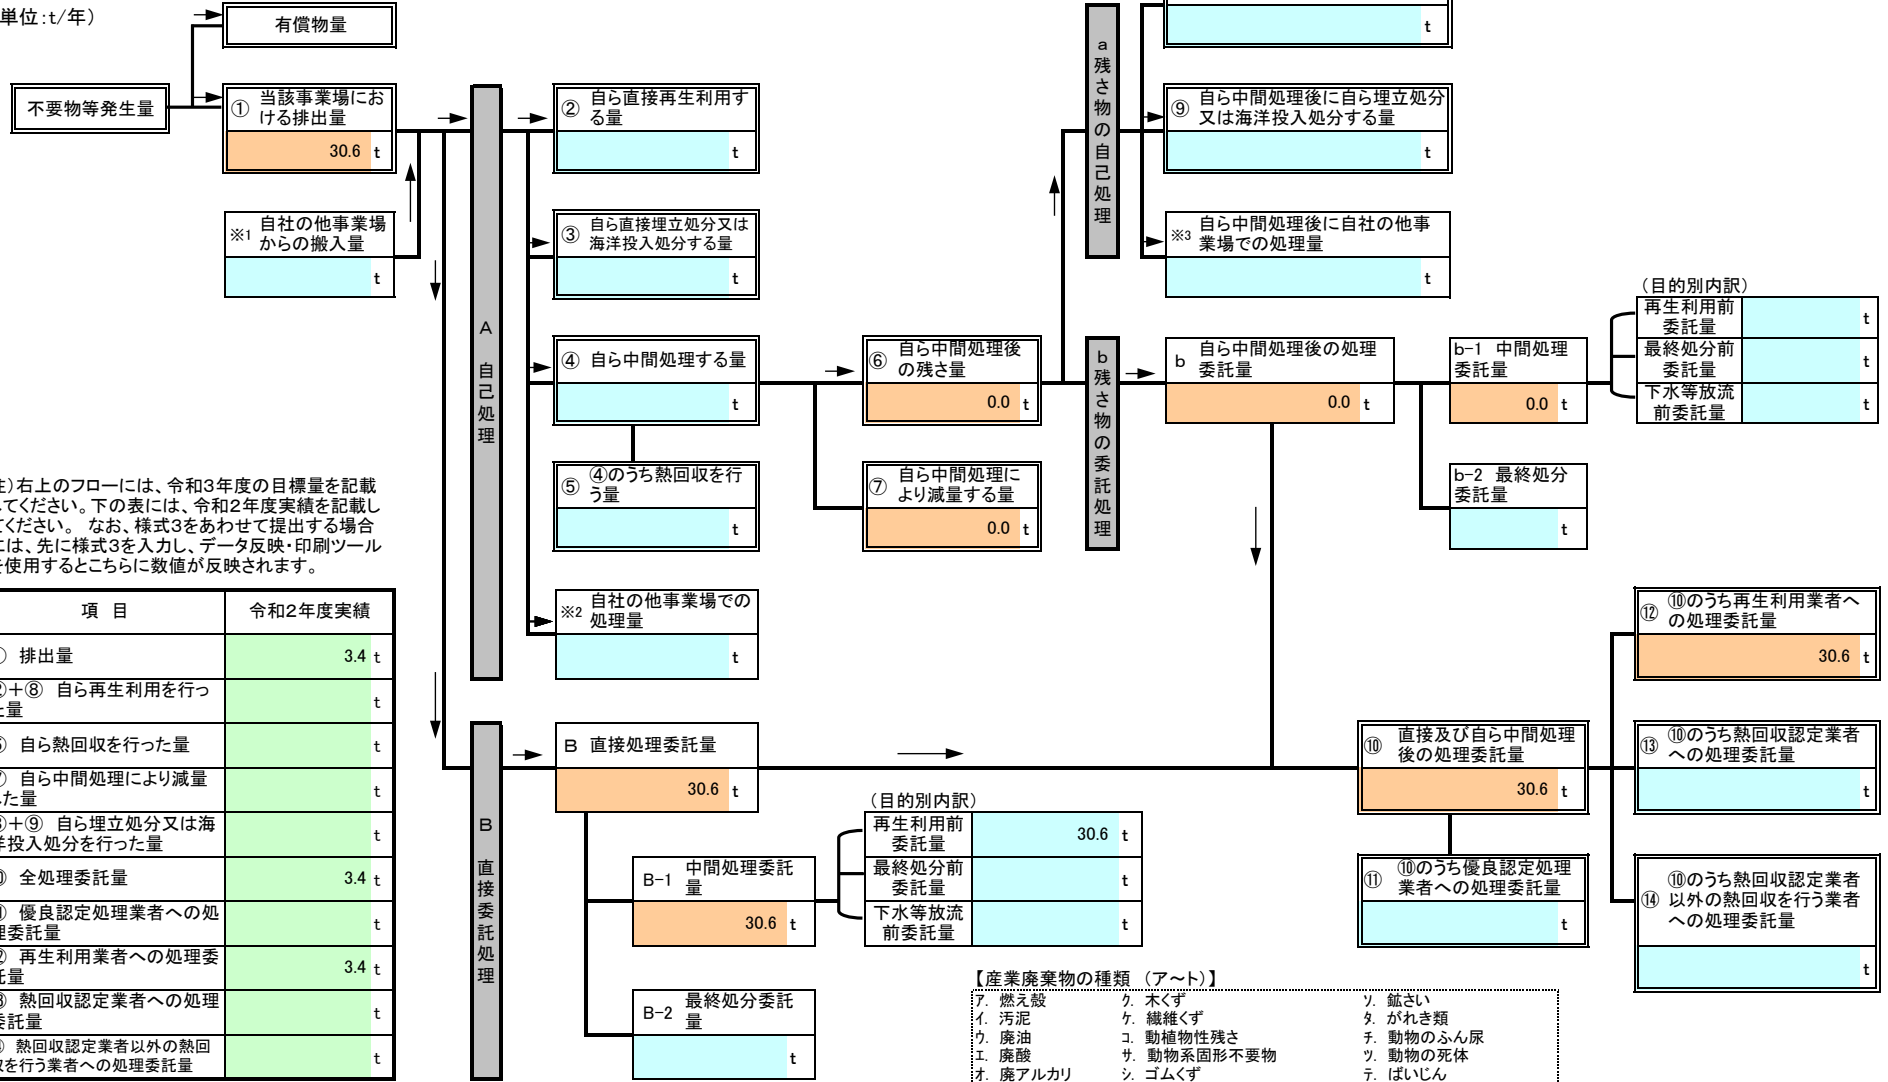 単位:t/年)
有償物量
不要物等発生量
① 当該事業場にお
ける排出量
30.6 t
※1 自社の他事業場
からの搬入量
t
A 自己処理
② 自ら直接再生利用す
る量
t
③ 自ら直接埋立処分又は
海洋投入処分する量
t
④ 自ら中間処理する量
t
⑤ ④のうち熱回収を行
う量
t
※2 自社の他事業場での
処理量
t
⑥ 自ら中間処理後
の残さ量
0.0 t
⑦ 自ら中間処理に
より減量する量
0.0 t
a 残さ物の自己処理
t
⑨ 自ら中間処理後に自ら埋立処分
又は海洋投入処分する量
t
※3 自ら中間処理後に自社の他事
業場での処理量
t
b 残さ物の委託処理
b 自ら中間処理後の処理
委託量
0.0 t
b-1 中間処理
委託量
0.0 t
b-2 最終処分
委託量
t
(目的別内訳)
再生利用前
委託量
t
最終処分前
委託量
t
下水等放流
前委託量
t
注)右上のフローには、令和3年度の目標量を記載
してください。下の表には、令和2年度実績を記載し
てください。 なお、様式3をあわせて提出する場合
には、先に様式3を入力し、データ反映・印刷ツール
を使用するとこちらに数値が反映されます。
項 目 令和2年度実績
排出量 3.4 t
+⑧ 自ら再生利用を行っ
た量 t
自ら熱回収を行った量 t
自ら中間処理により減量
した量 t
+⑨ 自ら埋立処分又は海
洋投入処分を行った量 t
全処理委託量 3.4 t
優良認定処理業者への処
理委託量 t
再生利用業者への処理委
託量 3.4 t
熱回収認定業者への処理
委託量 t
熱回収認定業者以外の熱回
収を行う業者への処理委託量 t
B 直接委託処理
B 直接処理委託量
30.6 t
B-1 中間処理委託
量
30.6 t
B-2 最終処分委託
量
t
(目的別内訳)
再生利用前
委託量
30.6 t
最終処分前
委託量
t
下水等放流
前委託量
t
⑩ 直接及び自ら中間処理
後の処理委託量
30.6 t
⑪ ⑩のうち優良認定処理
業者への処理委託量
t
⑫ ⑩のうち再生利用業者へ
の処理委託量
30.6 t
⑬ ⑩のうち熱回収認定業者
への処理委託量
t
⑭ ⑩のうち熱回収認定業者
以外の熱回収を行う業者
への処理委託量
t
【産業廃棄物の種類 (ア~ト)】
ア. 燃え殻 ク. 木くず ソ. 鉱さい
イ. 汚泥 ケ. 繊維くず タ. がれき類
ウ. 廃油 コ. 動植物性残さ チ. 動物のふん尿
エ. 廃酸 サ. 動物系固形不要物 ツ. 動物の死体
オ. 廃アルカリ シ. ゴムくず テ. ばいじん